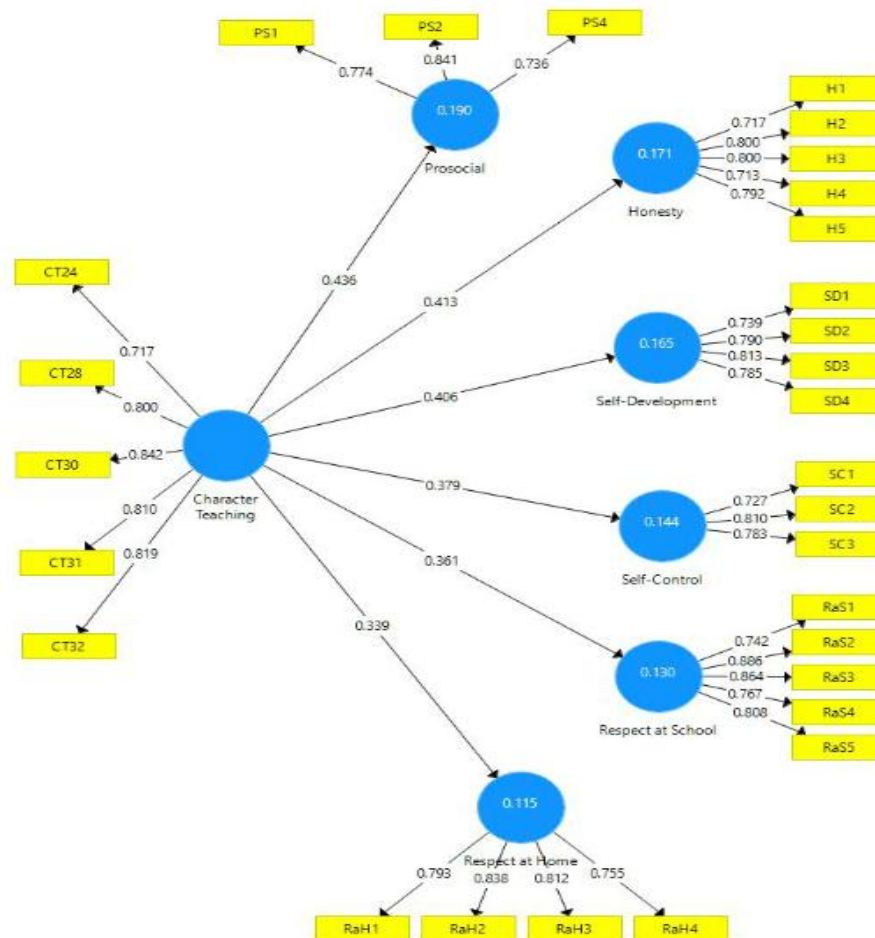 PS1
PS2
PS4
0.774
0.841
0.736
0.190
Prosocial
H1
H2
H3
H4
H5
0.717
0.800
0.800
0.713
0.792
0.171
Honesty
0.436
0.413
CT24
CT28
CT30
CT31
CT32
0.717
0.800
0.842
0.810
0.819
Character
Teaching
0.406
0.165
Self-Development
SD1
SD2
SD3
SD4
0.739
0.790
0.813
0.785
0.379
0.144
Self-Control
SC1
SC2
SC3
0.727
0.810
0.783
0.361
0.130
Respect at School
RaS1
RaS2
RaS3
RaS4
RaS5
0.742
0.886
0.864
0.767
0.808
0.339
0.115
Respect at Home
0.793
0.838
0.812
0.755
RaH1
RaH2
RaH3
RaH4